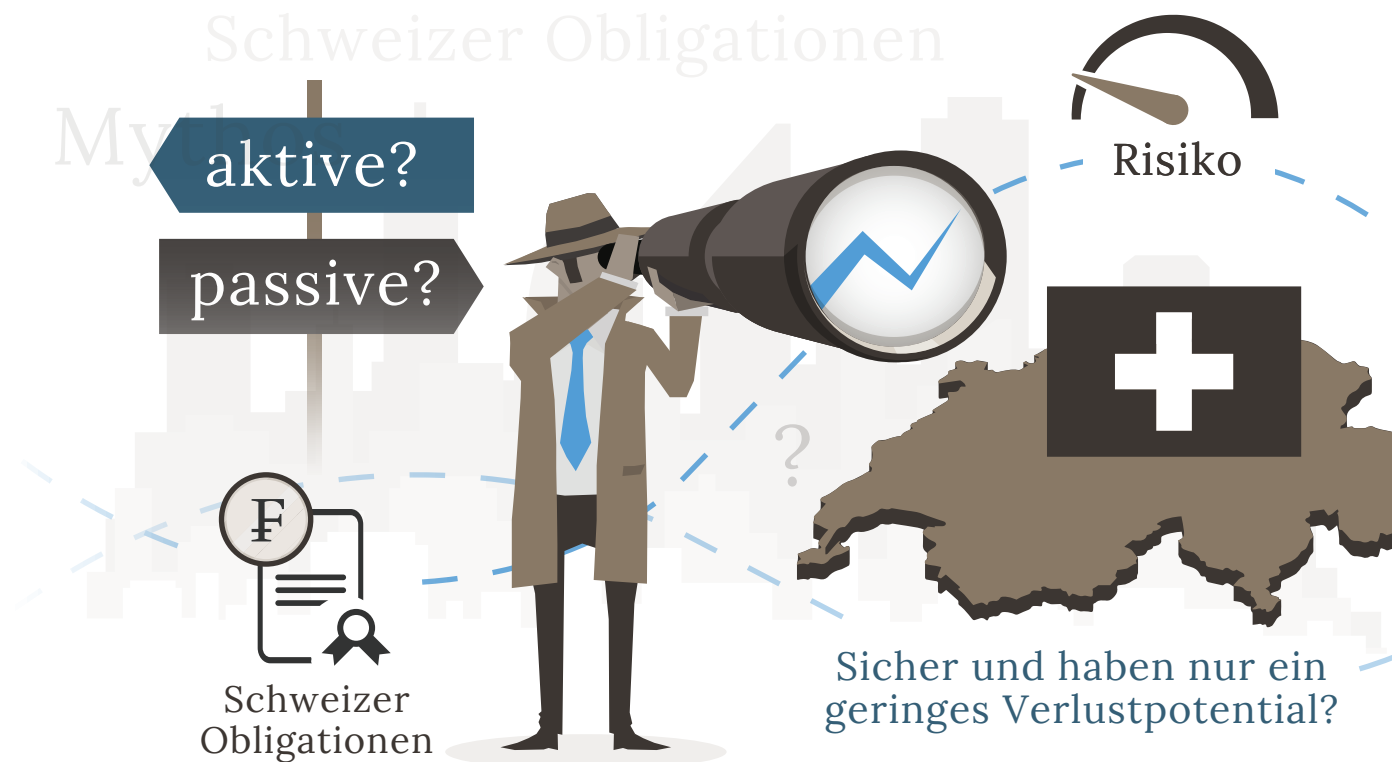 Schweizer Obligationen
Mythos
aktive?
passive?
Risiko
?
₣
Schweizer
Obligationen
Sicher und haben nur ein
geringes Verlustpotential?